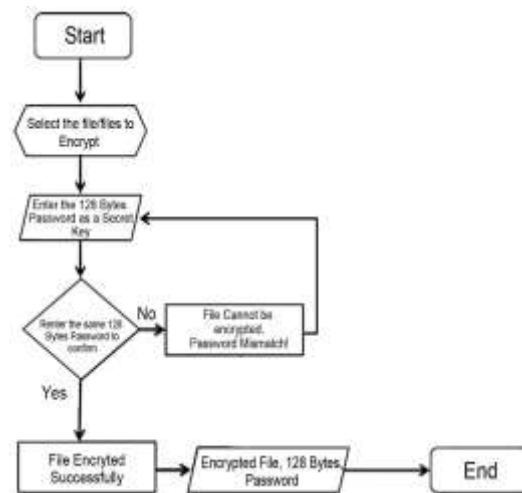 Start
Select the file/files to
Encrypt
Enter the 128 Bytes
Password as a Secret
Key
Renter the same 128
Bytes Password to
confirm
No
File Cannot be
encrypted.
Password Mismatch!
Yes
File Encryted
Successfully
Encrypted File, 128 Bytes
Password
End